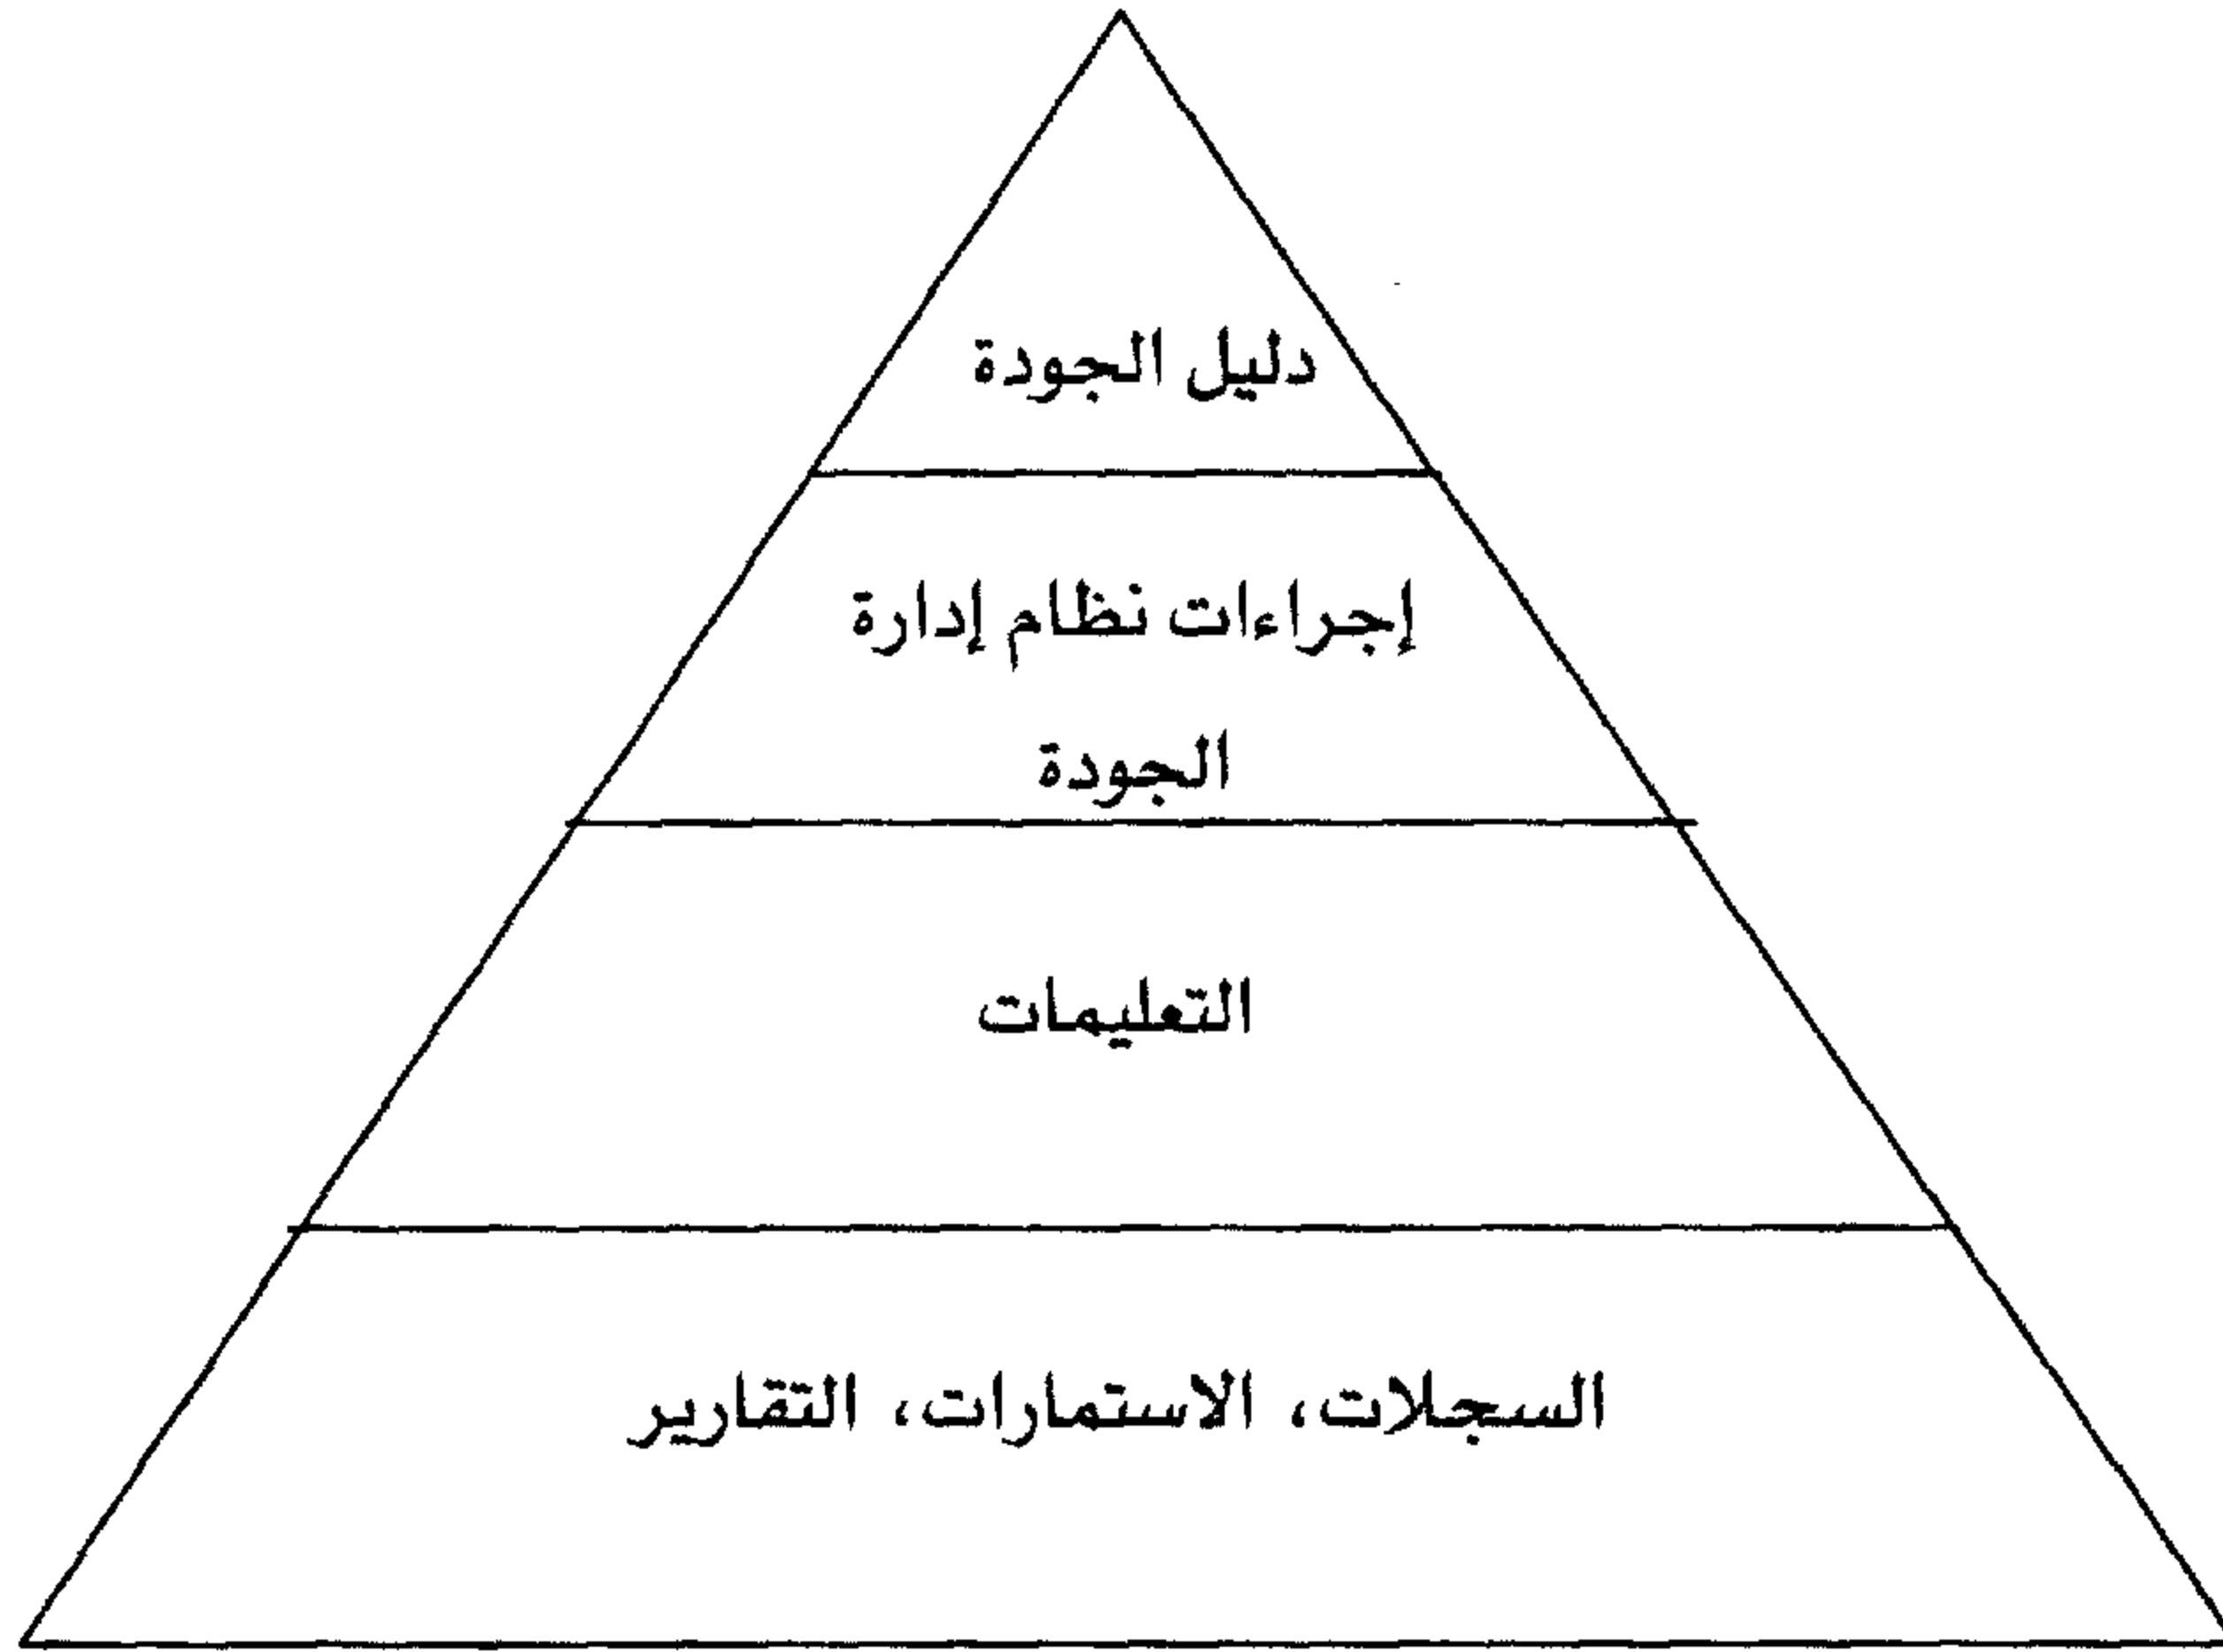 دليل الجودة
إجراءات نظام إدارة
الجودة
التعليمات
السجلات، الاستمارات، التقارير